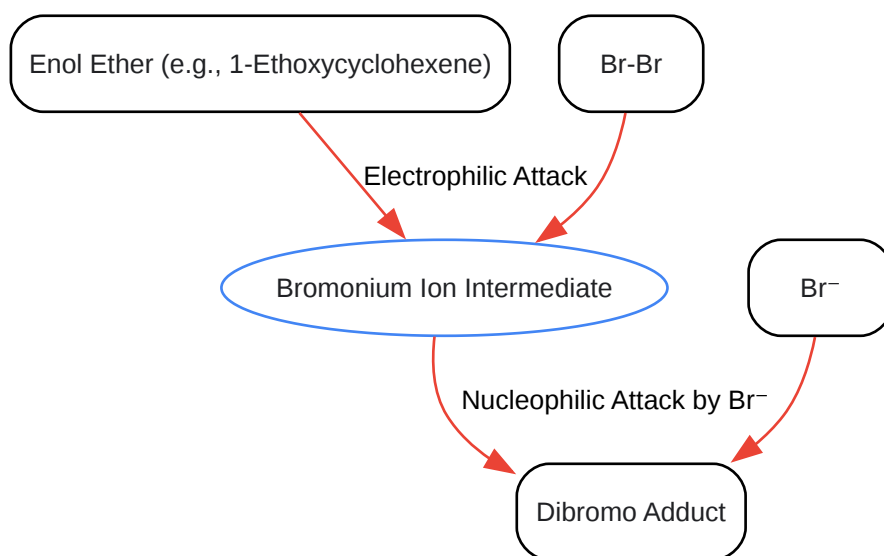 Enol Ether (e.g., 1-Ethoxycyclohexene)
Br-Br
Electrophilic Attack
Bromonium Ion Intermediate
Br⁻
Nucleophilic Attack by Br⁻
Dibromo Adduct